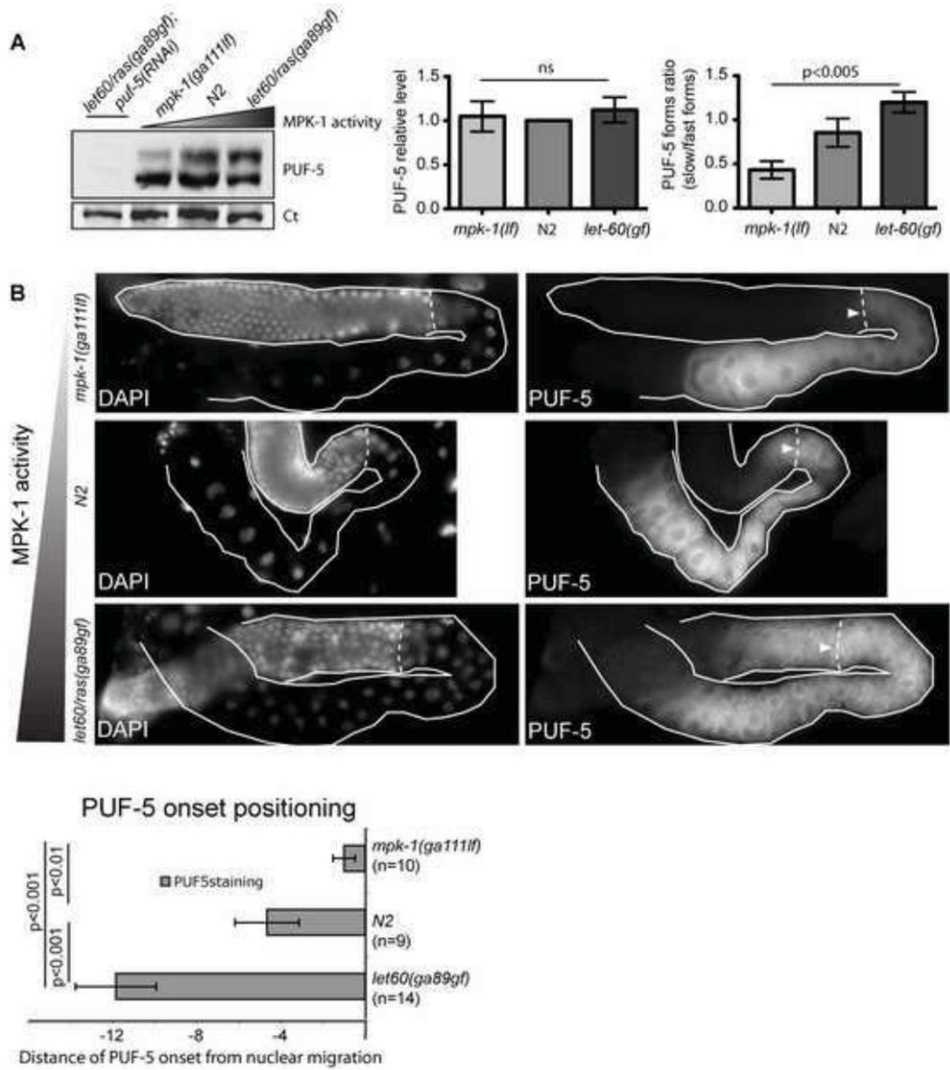 A
let60/ras(ga89gf);
puf-5(RNAi)
mpk-1(ga111lf)
N2
let60/ras(ga89gf)
MPK-1 activity
PUF-5
Ct
PUF-5 relative level
1.5
1.0
0.5
0.0
ns
mpk-1(lf)
N2
let-60(gf)
PUF-5 forms ratio
(slow/fast forms)
1.5
1.0
0.5
0.0
p<0.005
mpk-1(lf)
N2
let-60(gf)
B
MPK-1 activity
mpk-1(ga111lf)
DAPI
PUF-5
N2
DAPI
PUF-5
let60/ras(ga89gf)
DAPI
PUF-5
PUF-5 onset positioning
p<0.001
p<0.01
p<0.001
PUF5staining
mpk-1(ga111lf)
(n=10)
N2
(n=9)
let60(ga89gf)
(n=14)
-12
-8
-4
Distance of PUF-5 onset from nuclear migration